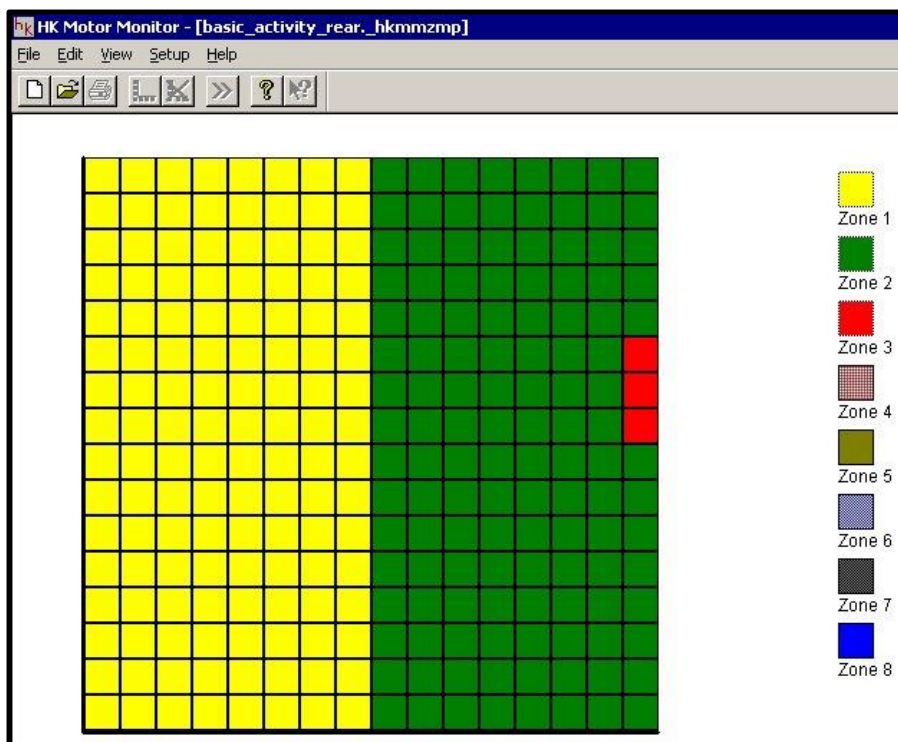 hK HK Motor Monitor - [basic_activity_rear._hkmmzmp]
File Edit View Setup Help
Zone 1
Zone 2
Zone 3
Zone 4
Zone 5
Zone 6
Zone 7
Zone 8